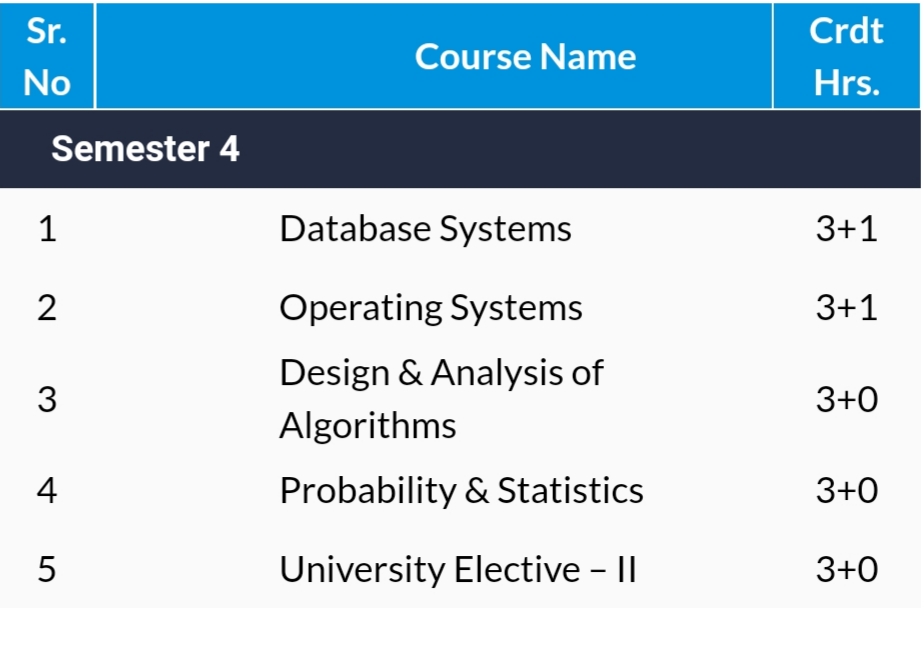 Sr. No Course Name Crdt Hrs.
Semester 4
1 Database Systems 3+1
2 Operating Systems 3+1
3 Design & Analysis of Algorithms 3+0
4 Probability & Statistics 3+0
5 University Elective – II 3+0